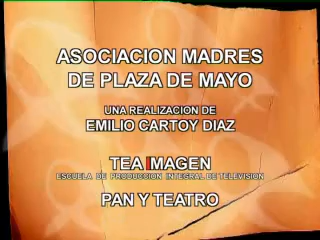 ASOCIACION MADRES
DE PLAZA DE MAYO
UNA REALIZACION DE
EMILIO CARTOY DIAZ
TEA IMAGEN
ESCUELA DE PRODUCCION INTEGRAL DE TELEVISION
PAN Y TEATRO